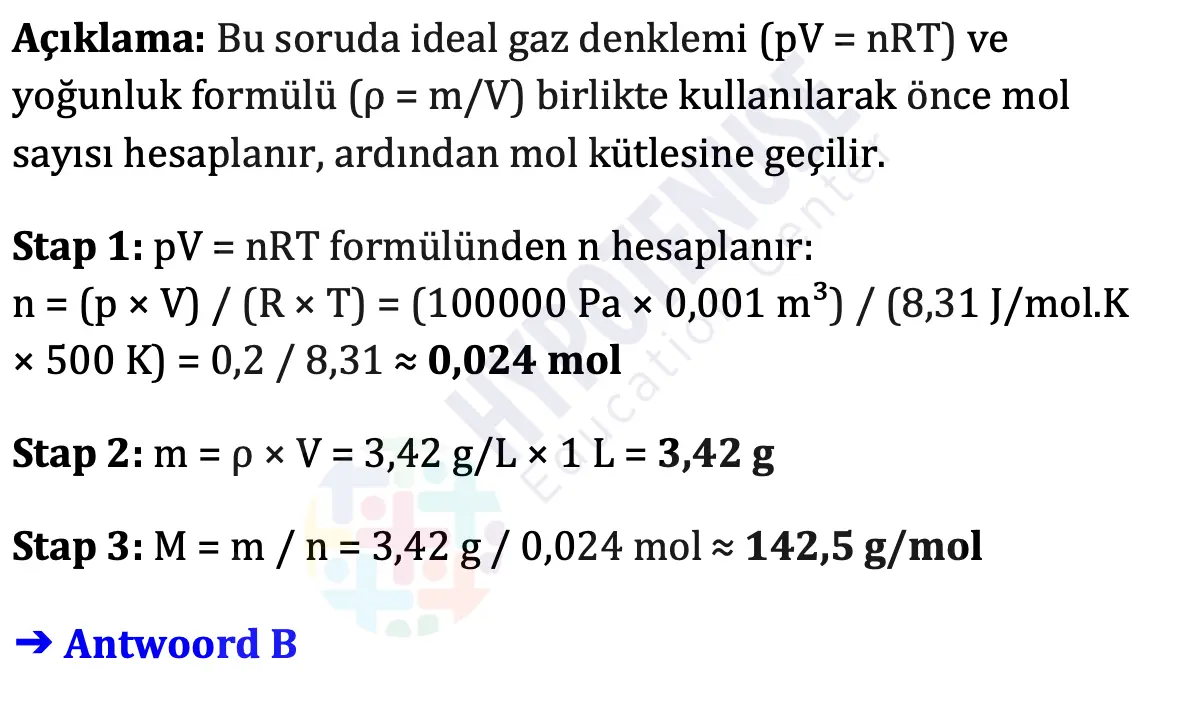 Açıklama: Bu soruda ideal gaz denklemi (pV = nRT) ve
yoğunluk formülü (ρ = m/V) birlikte kullanılarak önce mol
sayısı hesaplanır, ardından mol kütlesine geçilir.
Stap 1: pV = nRT formülünden n hesaplanır:
n = (p × V) / (R × T) = (100000 Pa × 0,001 m³) / (8,31 J/mol.K
× 500 K) = 0,2 / 8,31 ≈ 0,024 mol
Stap 2: m = ρ × V = 3,42 g/L × 1 L = 3,42 g
Stap 3: M = m / n = 3,42 g / 0,024 mol ≈ 142,5 g/mol
➔ Antwoord B
HYPOTENUSE
Education Center